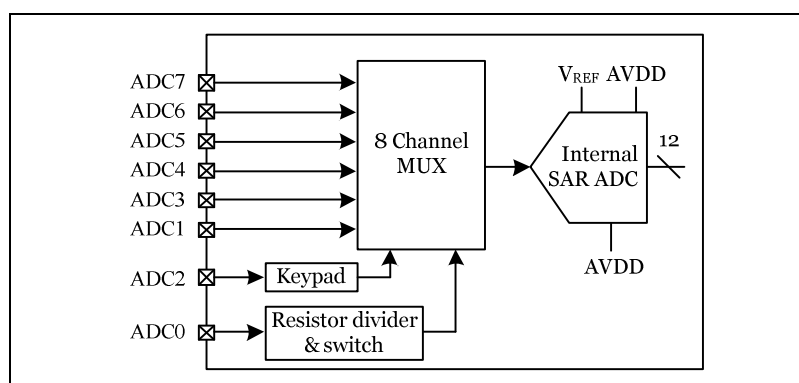 ADC7
ADC6
ADC5
ADC4
ADC3
ADC1
ADC2
ADC0
8 Channel
MUX
Keypad
Resistor divider
& switch
VREF AVDD
Internal
SAR ADC
12
AVDD